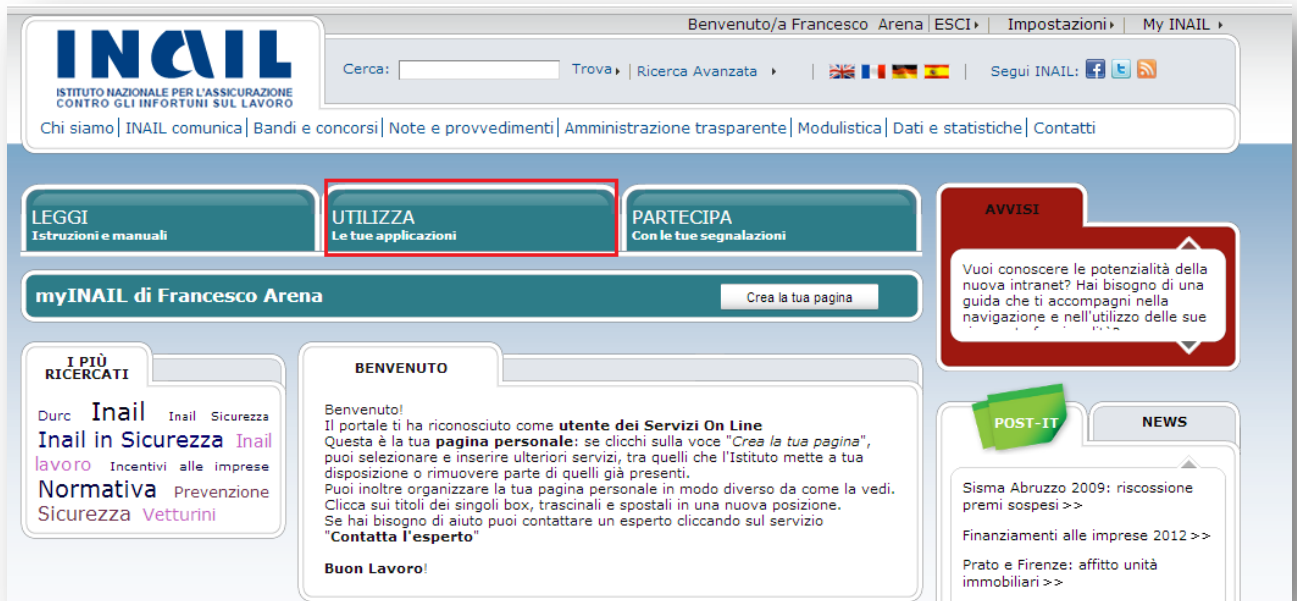 Benvenuto/a Francesco Arena ESCI | Impostazioni | My INAIL
INAIL
ISTITUTO NAZIONALE PER L'ASSICURAZIONE
CONTRO GLI INFORTUNI SUL LAVORO
Cerca: Trova | Ricerca Avanzata | | Segui INAIL:
Chi siamo | INAIL comunica | Bandi e concorsi | Note e provvedimenti | Amministrazione trasparente | Modulistica | Dati e statistiche | Contatti
LEGGI
Istruzioni e manuali
UTILIZZA
Le tue applicazioni
PARTECIPA
Con le tue segnalazioni
myINAIL di Francesco Arena
Crea la tua pagina
I PIÙ
RICERCATI
Durc Inail Inail Sicurezza
Inail in Sicurezza Inail
lavoro Incentivi alle imprese
Normativa Prevenzione
Sicurezza Vetturini
BENVENUTO
Benvenuto!
Il portale ti ha riconosciuto come utente dei Servizi On Line
Questa è la tua pagina personale: se clicchi sulla voce "Crea la tua pagina",
puoi selezionare e inserire ulteriori servizi, tra quelli che l'Istituto mette a tua
disposizione o rimuovere parte di quelli già presenti.
Puoi inoltre organizzare la tua pagina personale in modo diverso da come la vedi.
Clicca sui titoli dei singoli box, trascinali e spostali in una nuova posizione.
Se hai bisogno di aiuto puoi contattare un esperto cliccando sul servizio
"Contatta l'esperto"
Buon Lavoro!
AVVISI
Vuoi conoscere le potenzialità della
nuova intranet? Hai bisogno di una
guida che ti accompagni nella
navigazione e nell'utilizzo delle sue
POST-IT
NEWS
Sisma Abruzzo 2009: riscossione
premi sospesi >>
Finanziamenti alle imprese 2012 >>
Prato e Firenze: affitto unità
immobiliari >>